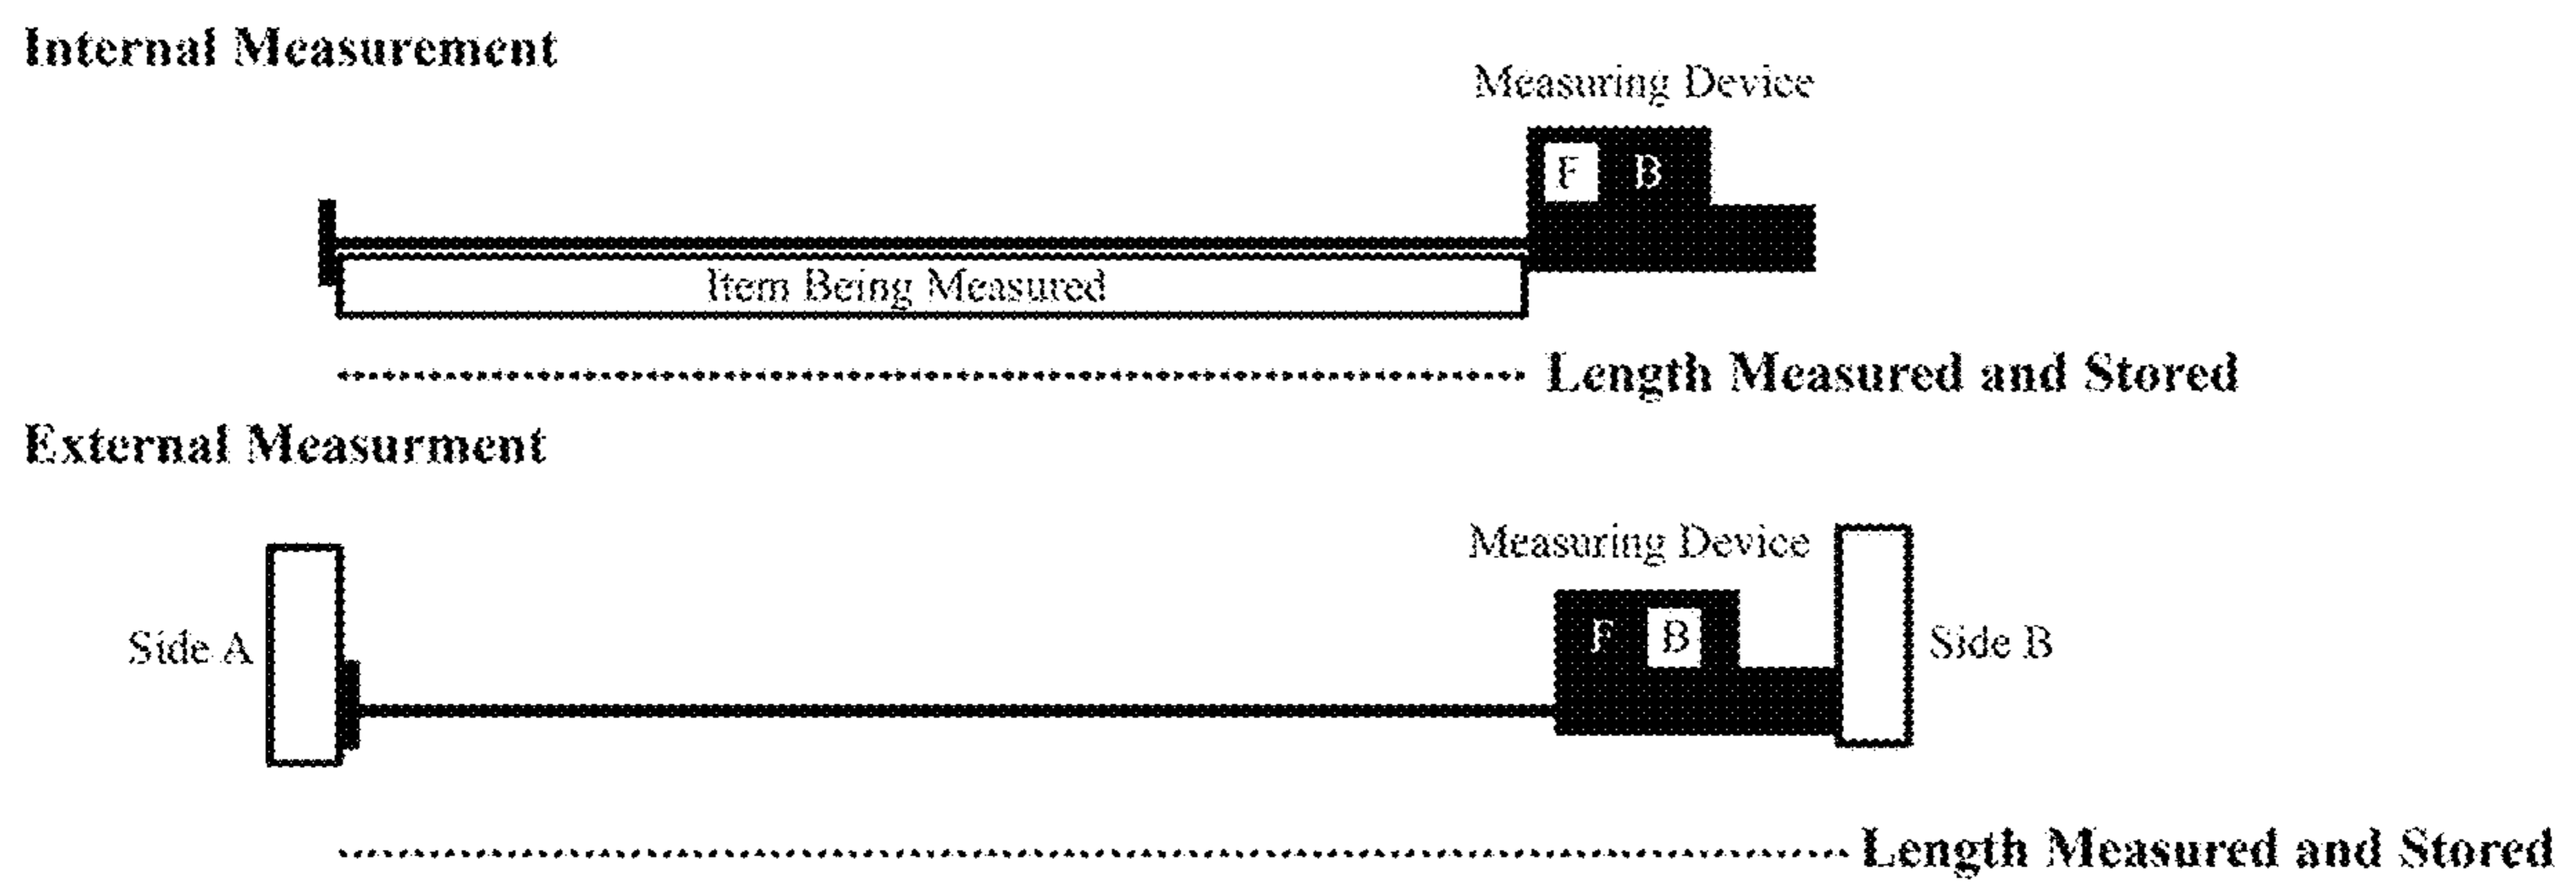 Internal Measurement
Measuring Device
F B
Item Being Measured
Length Measured and Stored
External Measurment
Measuring Device
F B
Side A
Side B
Length Measured and Stored